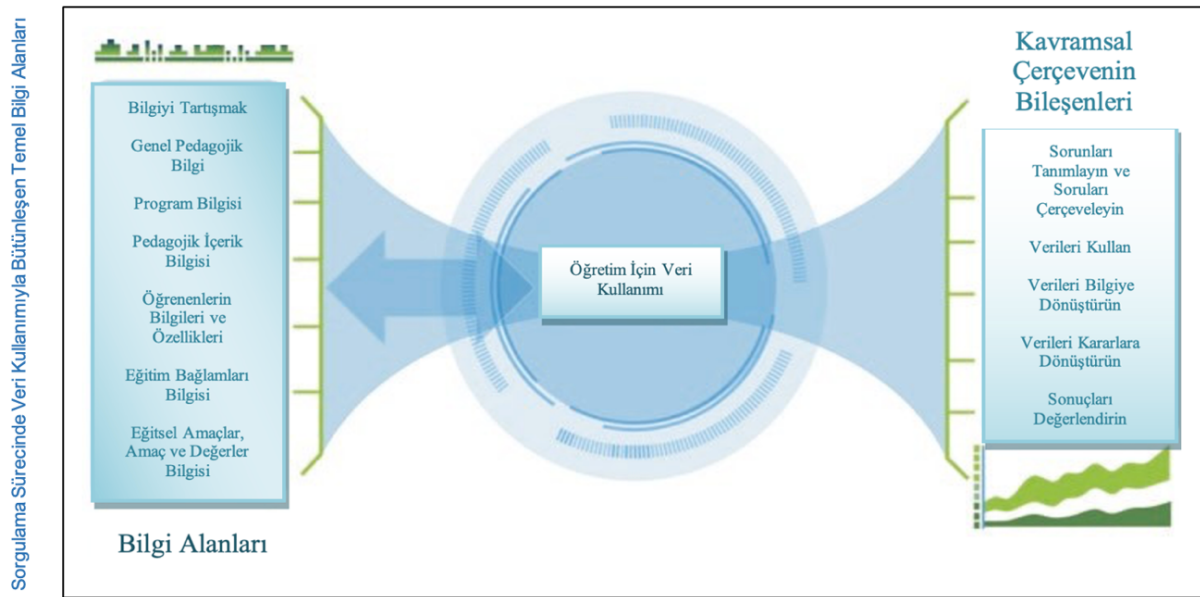 Sorgulama Sürecinde Veri Kullanımıyla Bütünleşen Temel Bilgi Alanları
Bilgiyi Tartışmak
Genel Pedagojik
Bilgi
Program Bilgisi
Pedagojik İçerik
Bilgisi
Öğrenenlerin
Bilgileri ve
Özellikleri
Eğitim Bağlamları
Bilgisi
Eğitsel Amaçlar,
Amaç ve Değerler
Bilgisi
Bilgi Alanları
Öğretim İçin Veri
Kullanımı
Kavramsal
Çerçevenin
Bileşenleri
Sorunları
Tanımlayın ve
Soruları
Çerçeveleyin
Verileri Kullan
Verileri Bilgiye
Dönüştürün
Verileri Kararlara
Dönüştürün
Sonuçları
Değerlendirin